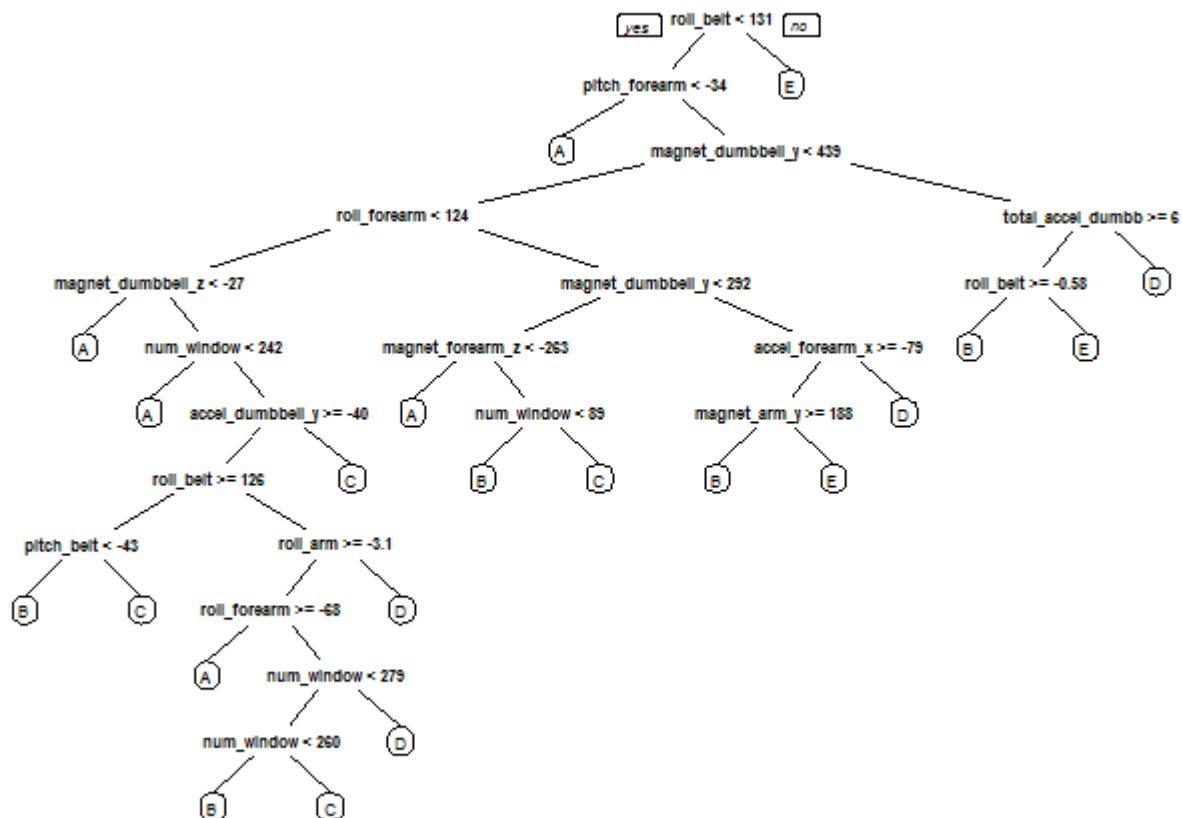 yes roll_belt < 131 no
pitch_forearm < -34 E
A magnet_dumbbell_y < 439
roll_forearm < 124 total_accel_dumbb >= 6
magnet_dumbbell_z < -27 magnet_dumbbell_y < 292 roll_belt >= -0.58 D
A num_window < 242 magnet_forearm_z < -263 accel_forearm_x >= -79 B E
A accel_dumbbell_y >= -40 A num_window < 89 magnet_arm_y >= 188 D
roll_belt >= 126 C B C B E
pitch_belt < -43 roll_arm >= -3.1
B C roll_forearm >= -68 D
A num_window < 279
num_window < 260 D
B C